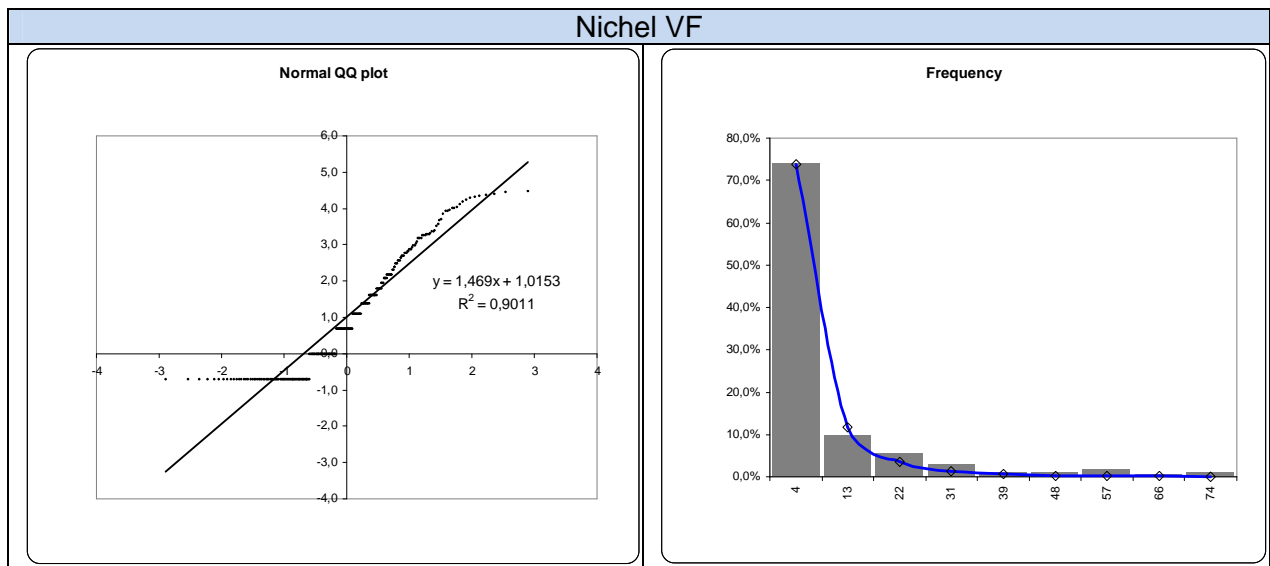 Nichel VF
Normal QQ plot
6,0
5,0
4,0
3,0
2,0
1,0
0,0
-1,0
-2,0
-3,0
-4,0
-4 -3 -2 -1 0 1 2 3 4
y = 1,469x + 1,0153
R² = 0,9011
Frequency
80,0%
70,0%
60,0%
50,0%
40,0%
30,0%
20,0%
10,0%
0,0%
4 13 22 31 39 48 57 66 74